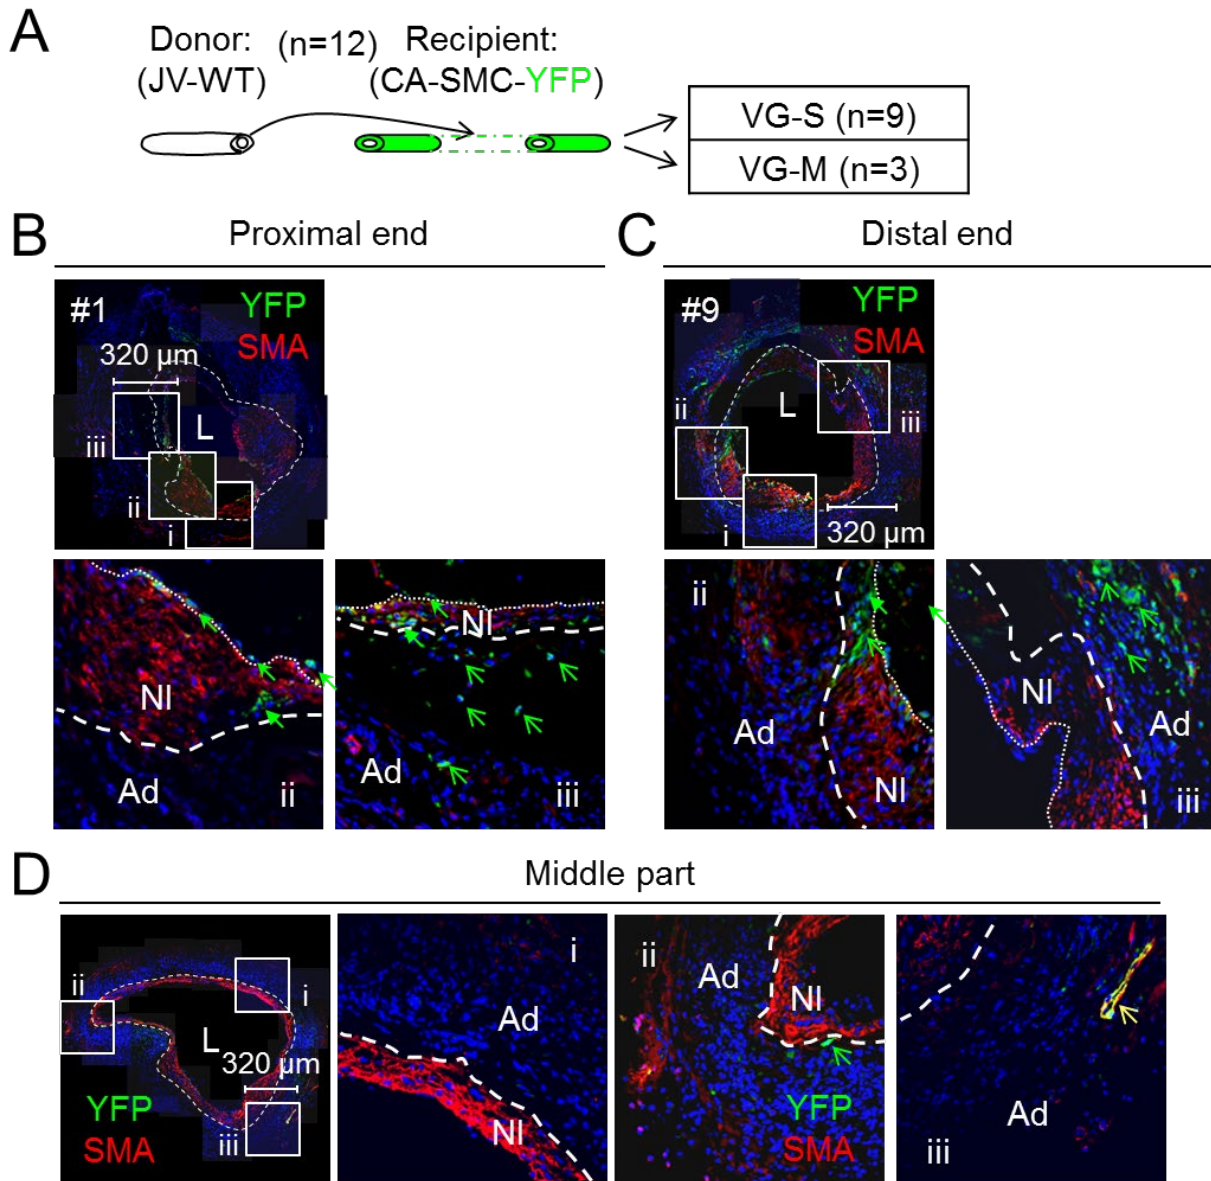 A
Donor: (n=12) Recipient:
(JV-WT) (CA-SMC-YFP)
VG-S (n=9)
VG-M (n=3)
B
Proximal end
#1 YFP
SMA
320 µm
L
iii
ii
i
NI
Ad
ii
NI
Ad
iii
C
Distal end
#9 YFP
SMA
L
ii
iii
i
320 µm
ii
Ad
NI
NI
Ad
iii
D
Middle part
ii
i
L
320 µm
YFP
SMA
iii
i
Ad
NI
ii
Ad
NI
YFP
SMA
Ad
iii